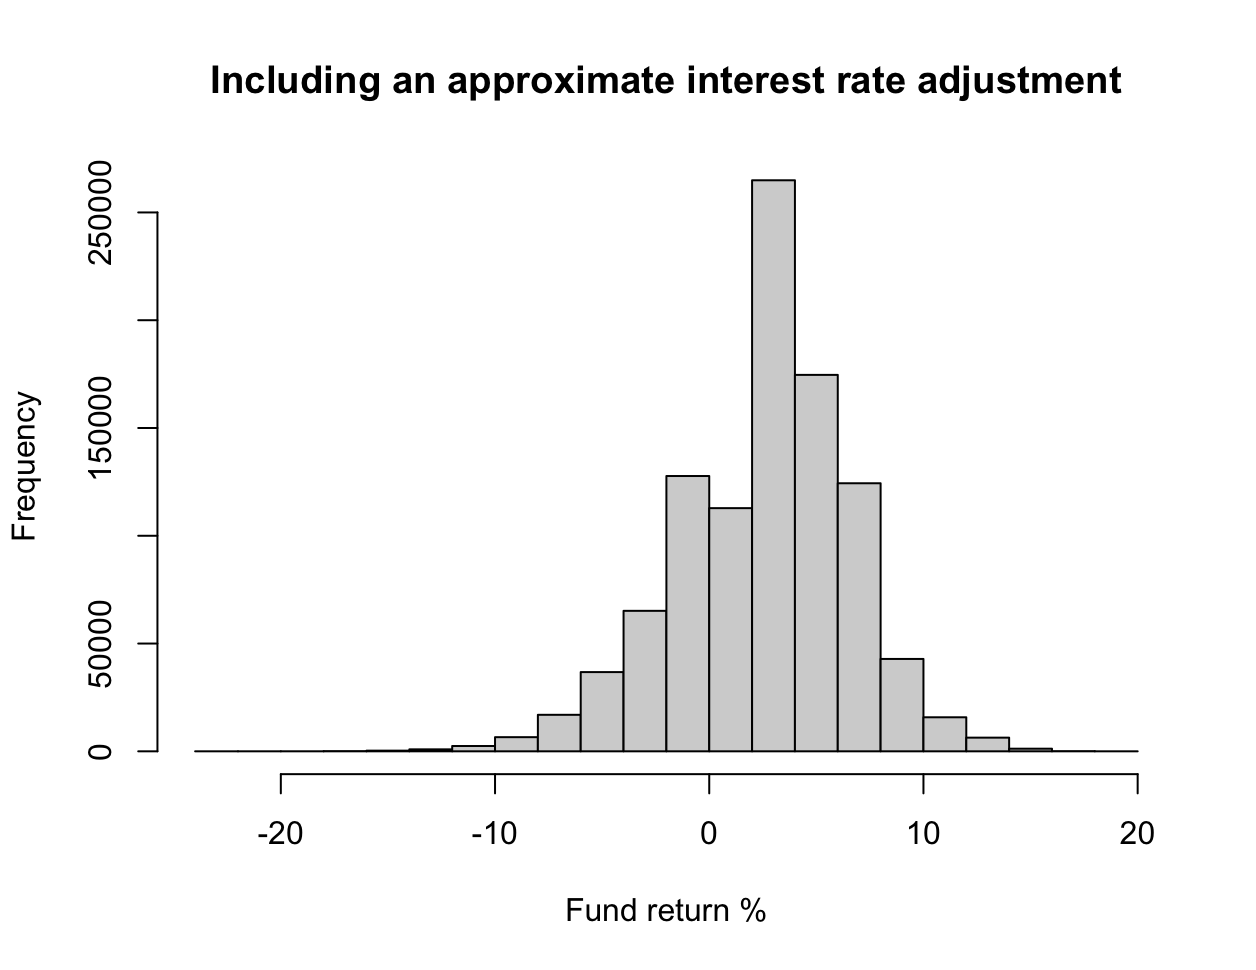 Including an approximate interest rate adjustment
250000
150000
50000
0
Frequency
-20 -10 0 10 20
Fund return %